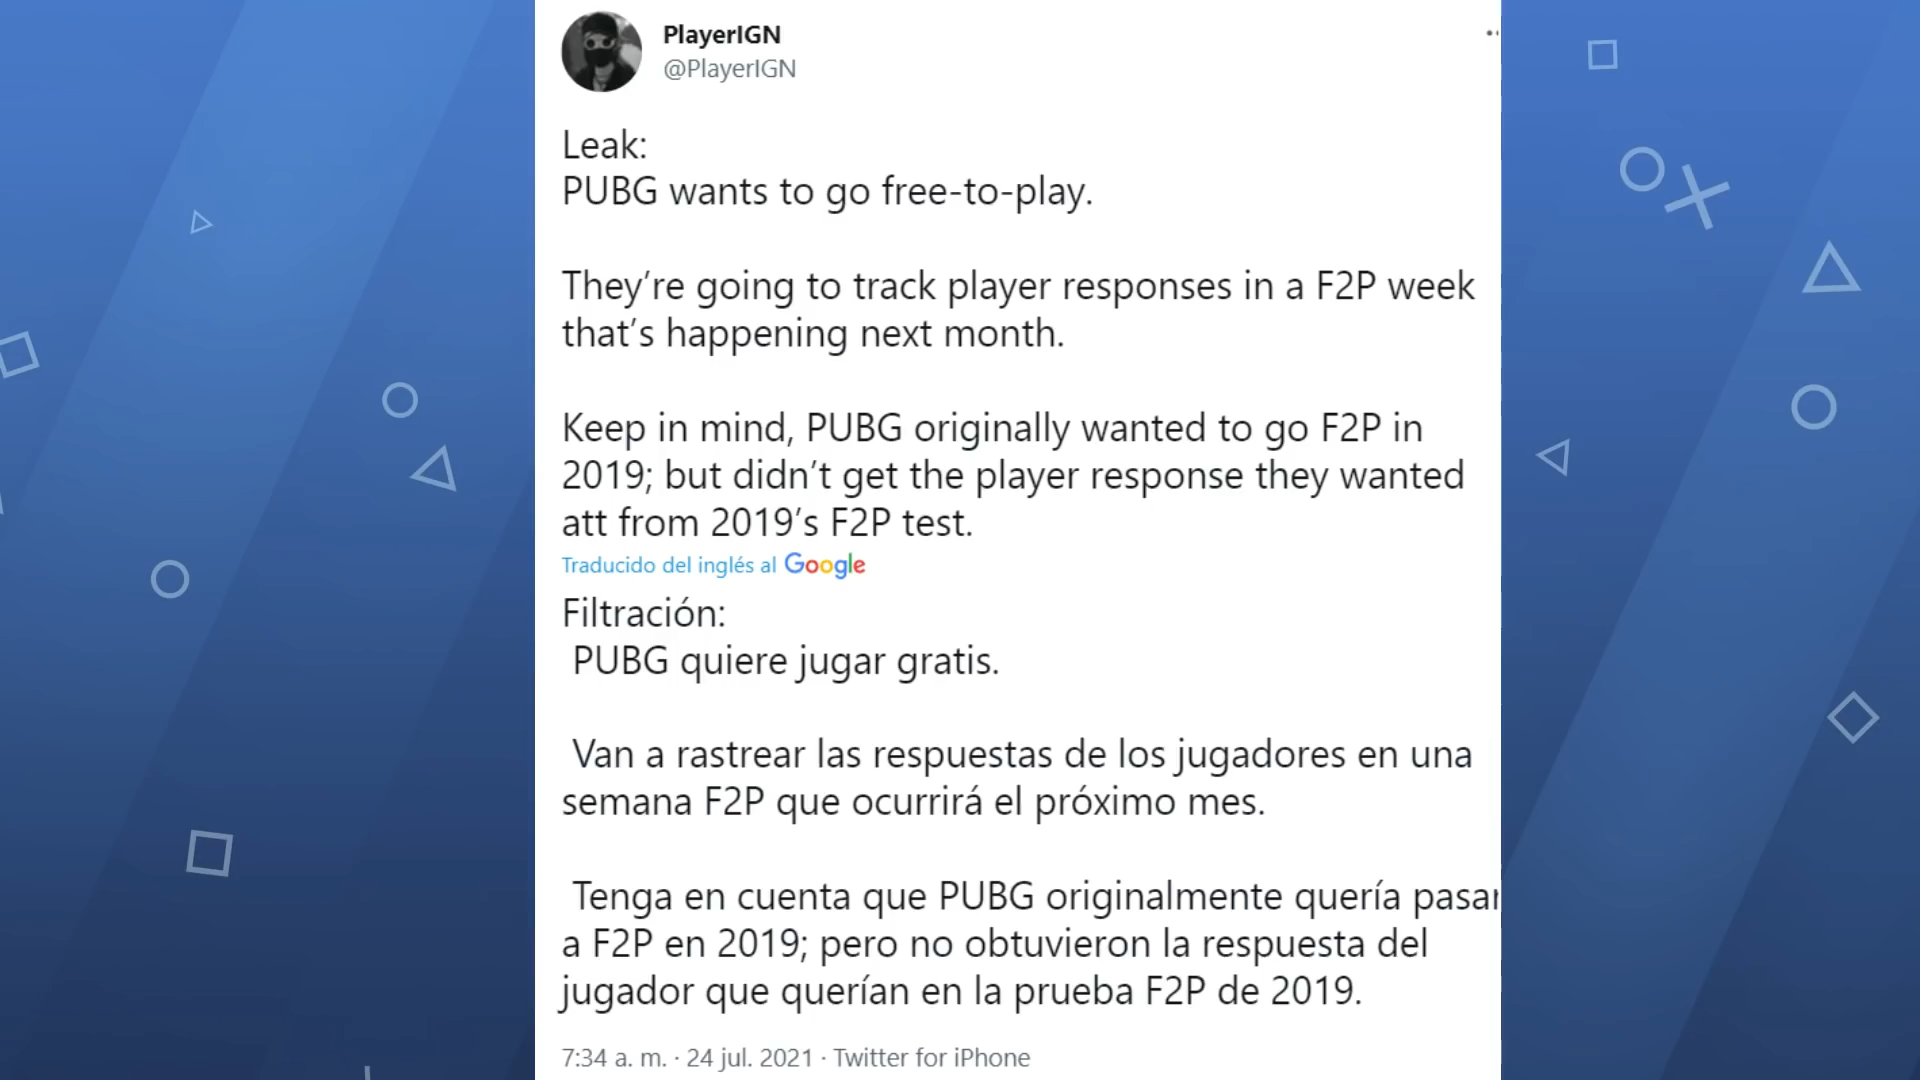 PlayerIGN
@PlayerIGN
Leak:
PUBG wants to go free-to-play.
They’re going to track player responses in a F2P week
that’s happening next month.
Keep in mind, PUBG originally wanted to go F2P in
2019; but didn’t get the player response they wanted
att from 2019’s F2P test.
Traducido del inglés al Google
Filtración:
PUBG quiere jugar gratis.
Van a rastrear las respuestas de los jugadores en una
semana F2P que ocurrirá el próximo mes.
Tenga en cuenta que PUBG originalmente quería pasar
a F2P en 2019; pero no obtuvieron la respuesta del
jugador que querían en la prueba F2P de 2019.
7:34 a. m. · 24 jul. 2021 · Twitter for iPhone